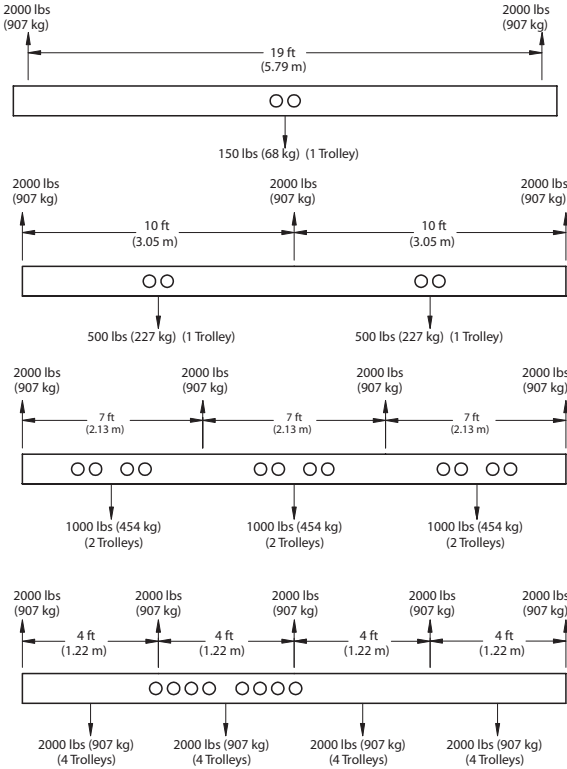 2000 lbs
(907 kg)
2000 lbs
(907 kg)
19 ft
(5.79 m)
150 lbs (68 kg) (1 Trolley)
2000 lbs
(907 kg)
2000 lbs
(907 kg)
2000 lbs
(907 kg)
10 ft
(3.05 m)
10 ft
(3.05 m)
500 lbs (227 kg) (1 Trolley)
500 lbs (227 kg) (1 Trolley)
2000 lbs
(907 kg)
2000 lbs
(907 kg)
2000 lbs
(907 kg)
2000 lbs
(907 kg)
7 ft
(2.13 m)
7 ft
(2.13 m)
7 ft
(2.13 m)
1000 lbs (454 kg)
(2 Trolleys)
1000 lbs (454 kg)
(2 Trolleys)
1000 lbs (454 kg)
(2 Trolleys)
2000 lbs
(907 kg)
2000 lbs
(907 kg)
2000 lbs
(907 kg)
2000 lbs
(907 kg)
2000 lbs
(907 kg)
4 ft
(1.22 m)
4 ft
(1.22 m)
4 ft
(1.22 m)
4 ft
(1.22 m)
2000 lbs (907 kg)
(4 Trolleys)
2000 lbs (907 kg)
(4 Trolleys)
2000 lbs (907 kg)
(4 Trolleys)
2000 lbs (907 kg)
(4 Trolleys)